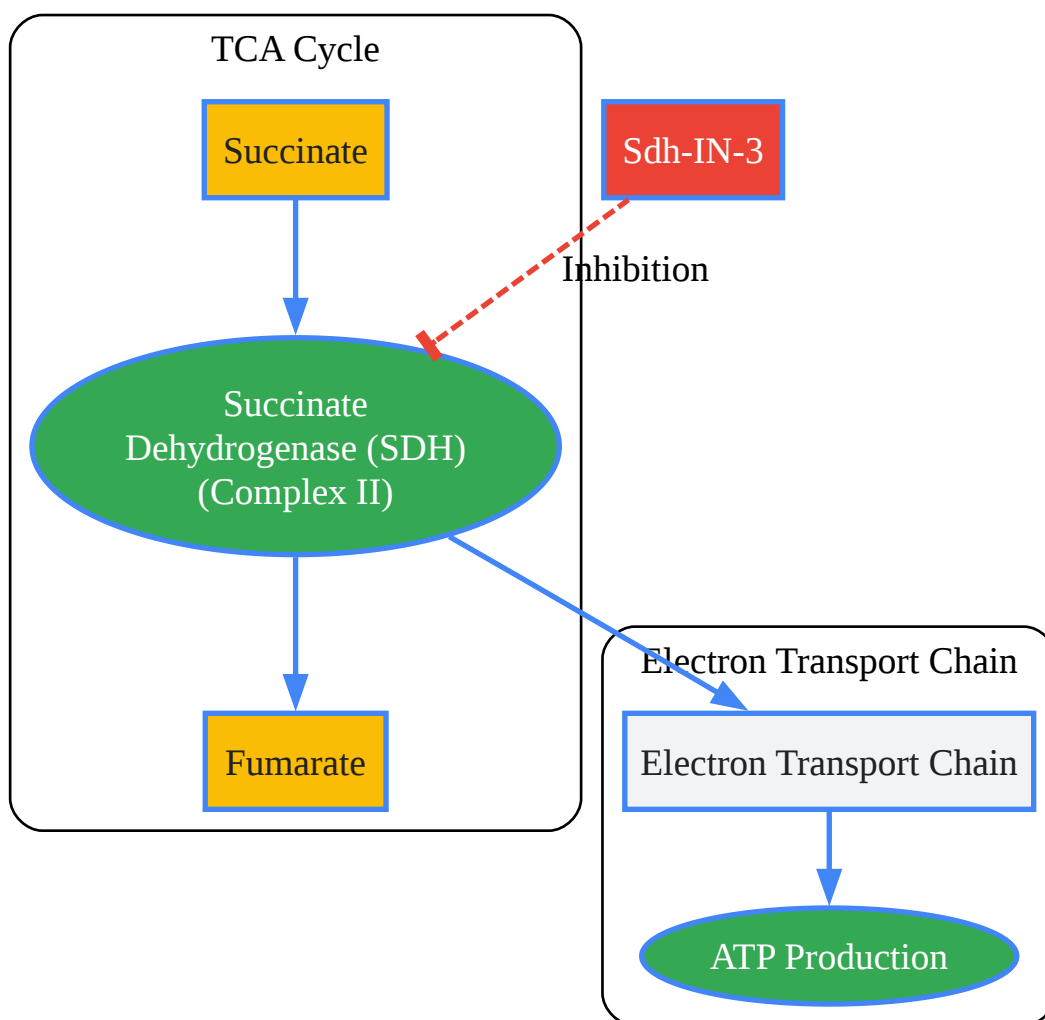 TCA Cycle
Succinate
Sdh-IN-3
Inhibition
Succinate
Dehydrogenase (SDH)
(Complex II)
Electron Transport Chain
Fumarate
Electron Transport Chain
ATP Production